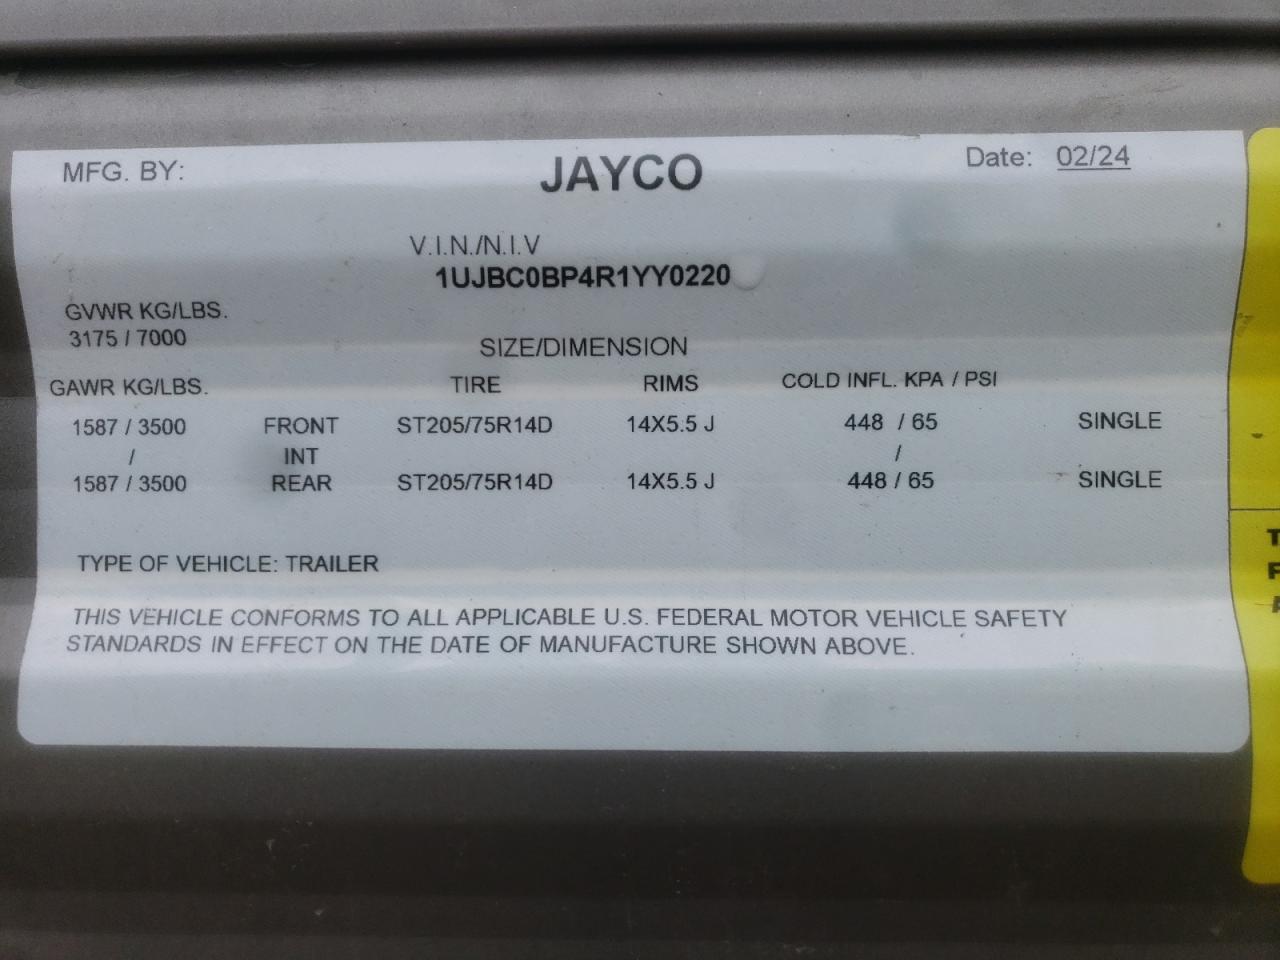 MFG. BY: JAYCO Date: 02/24
V.I.N./N.I.V
1UJBC0BP4R1YY0220
GVWR KG/LBS.
3175 / 7000
SIZE/DIMENSION
GAWR KG/LBS. TIRE RIMS COLD INFL. KPA / PSI
1587 / 3500 FRONT ST205/75R14D 14X5.5 J 448 / 65 SINGLE
/ INT /
1587 / 3500 REAR ST205/75R14D 14X5.5 J 448 / 65 SINGLE
TYPE OF VEHICLE: TRAILER
THIS VEHICLE CONFORMS TO ALL APPLICABLE U.S. FEDERAL MOTOR VEHICLE SAFETY
STANDARDS IN EFFECT ON THE DATE OF MANUFACTURE SHOWN ABOVE.